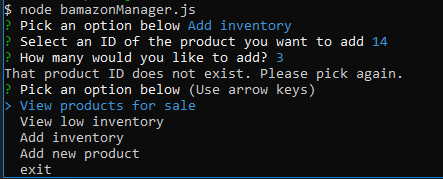 $ node bamazonManager.js
? Pick an option below Add inventory
? Select an ID of the product you want to add 14
? How many would you like to add? 3
That product ID does not exist. Please pick again.
? Pick an option below (Use arrow keys)
> View products for sale
  View low inventory
  Add inventory
  Add new product
  exit